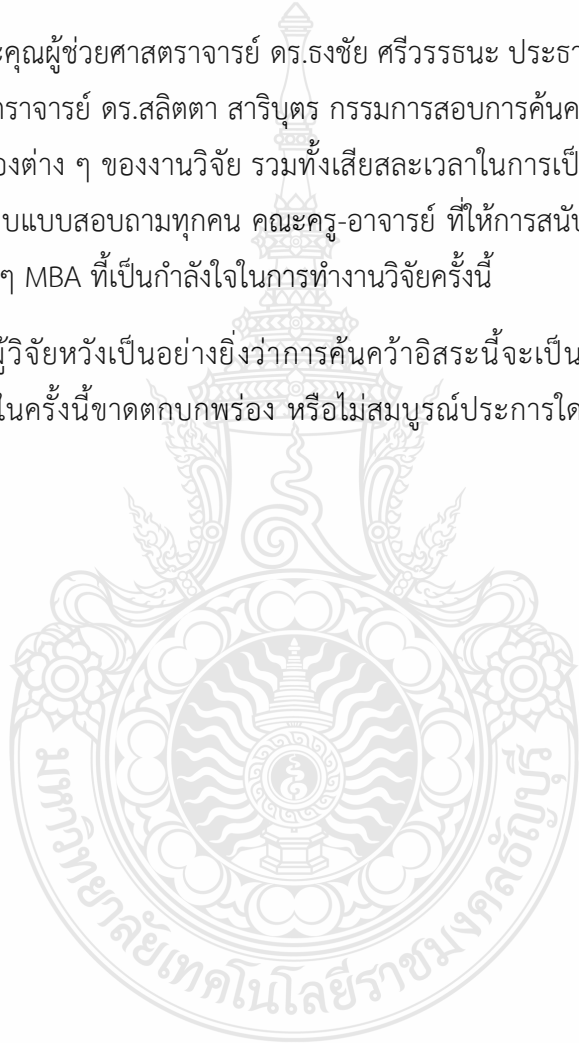 ะคุณผู้ช่วยศาสตราจารย์ ดร.ธงชัย ศรีวรรธนะ ประธา
ตราจารย์ ดร.สลิตตา สาริบุตร กรรมการสอบการค้นค
องต่าง ๆ ของงานวิจัย รวมทั้งเสียสละเวลาในการเป็
บแบบสอบถามทุกคน คณะครู-อาจารย์ ที่ให้การสนับ
ๆ MBA ที่เป็นกำลังใจในการทำงานวิจัยครั้งนี้
ผู้วิจัยหวังเป็นอย่างยิ่งว่าการค้นคว้าอิสระนี้จะเป็น
ในครั้งนี้ขาดตกบกพร่อง หรือไม่สมบูรณ์ประการใด
มหาวิทยาลัยเทคโนโลยีราชมงคลธัญบุรี